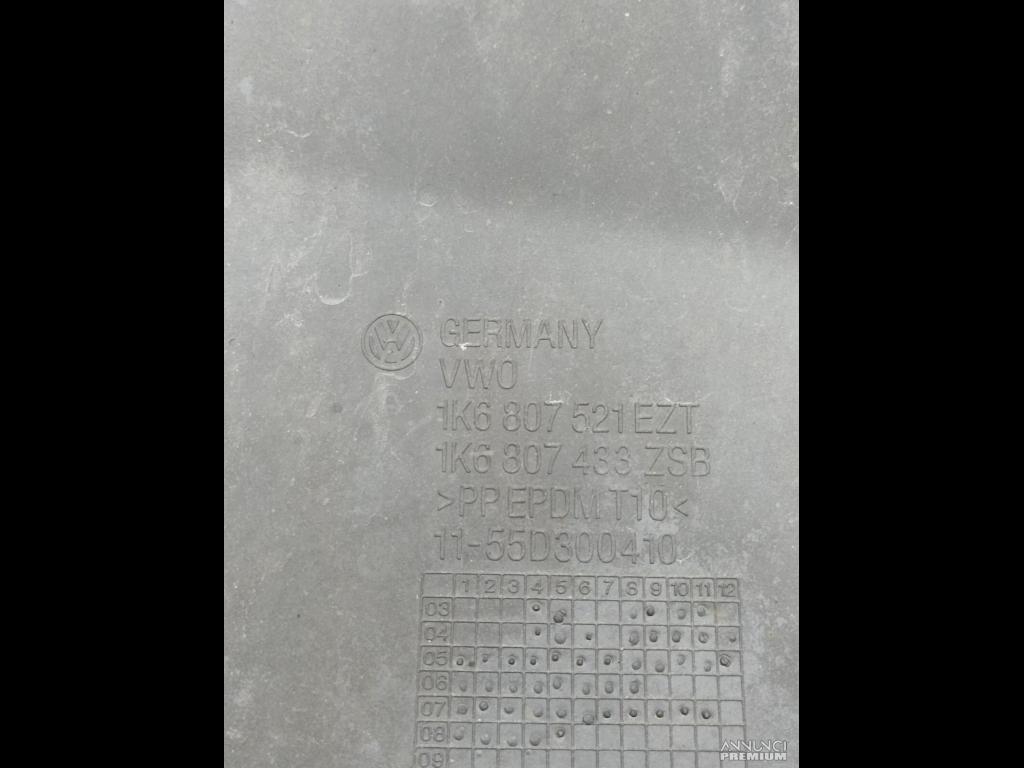 GERMANY
VWO
1K6 807 521 EZT
1K6 807 433 ZSB
>PP EPDM T10<
11-55D300410
1 2 3 4 5 6 7 8 9 10 11 12
03
04
05
06
07
08
09
ANNUNCI
PREMIUM